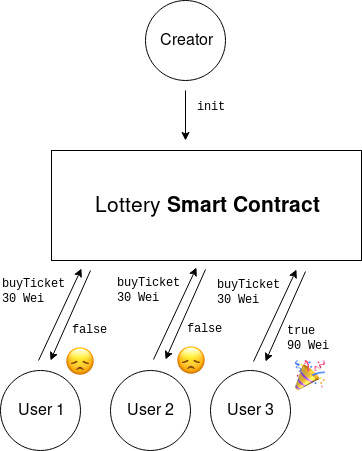 Creator
init
Lottery Smart Contract
buyTicket
30 Wei
false
buyTicket
30 Wei
false
buyTicket
30 Wei
true
90 Wei
User 1
User 2
User 3